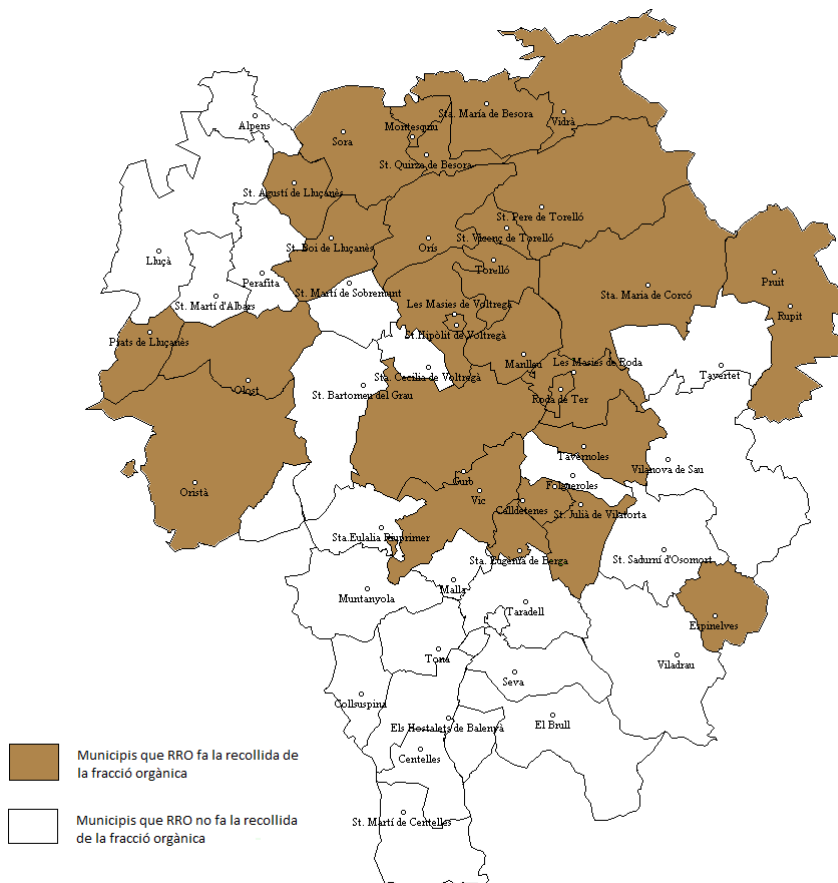 Alpens
Sta. María de Besora
Montesquiu
Vidrà
Sora
St. Quirze de Besora
St. Agustí de Lluçanès
St. Pere de Torelló
St. Vicenç de Torelló
St. Boi de Lluçanès
Orís
Lluçà
Torelló
Perafita
Pruit
St. Martí de Sobremunt
Sta. Maria de Corcó
St. Martí d'Albars
Les Masies de Voltregà
Rupit
St. Hipòlit de Voltregà
Prats de Lluçanès
Manlleu
Les Masies de Roda
Sta. Cecília de Voltregà
Tavertet
Olost
St. Bartomeu del Grau
Roda de Ter
Tavèrnoles
Vilanova de Sau
Gurb
Folgueroles
Oristà
Vic
Calldetenes
St. Julià de Vilatorta
Sta.Eulalia Riuprimer
Sta. Eugènia de Berga
St. Sadurní d'Osomort
Malla
Muntanyola
Taradell
Espinelves
Tona
Viladrau
Seva
Collsuspina
Els Hostalets de Balenyà
El Brull
Centelles
St. Martí de Centelles
Municipis que RRO fa la recollida de
la fracció orgànica
Municipis que RRO no fa la recollida
de la fracció orgànica